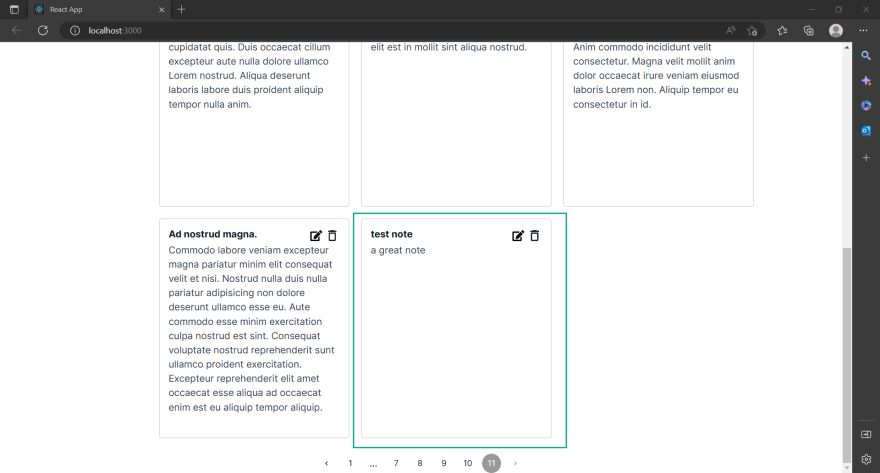 React App
localhost:3000
cupidatat quis. Duis occaecat cillum
excepteur aute nulla dolore ullamco
Lorem nostrud. Aliqua deserunt
laboris labore duis proident aliquip
tempor nulla anim.
elit est in mollit sint aliqua nostrud.
Anim commodo incididunt velit
consectetur. Magna velit mollit anim
dolor occaecat irure veniam eiusmod
laboris Lorem non. Aliquip tempor eu
consectetur in id.
Ad nostrud magna.
Commodo labore veniam excepteur
magna pariatur minim elit consequat
velit et nisi. Nostrud nulla duis nulla
pariatur adipisicing non dolore
deserunt ullamco esse eu. Aute
commodo esse minim exercitation
culpa nostrud est sint. Consequat
voluptate nostrud reprehenderit sunt
ullamco proident exercitation.
Excepteur reprehenderit elit amet
occaecat esse aliqua ad occaecat
enim est eu aliquip tempor aliquip.
test note
a great note
‹ 1 ... 7 8 9 10 11 ›